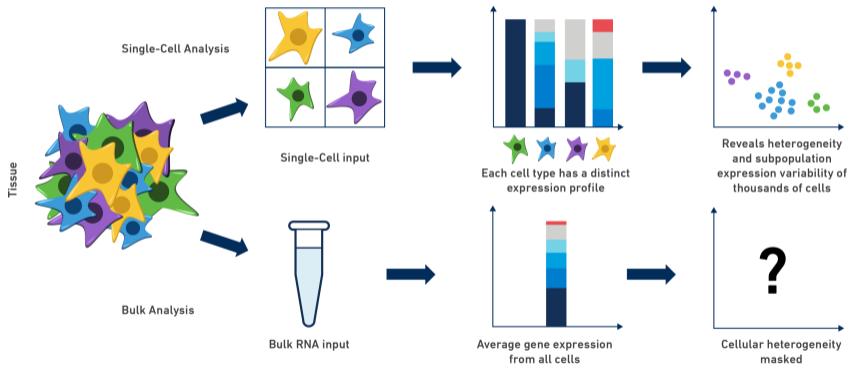 Tissue
Single-Cell Analysis
Single-Cell input
Each cell type has a distinct
expression profile
Reveals heterogeneity
and subpopulation
expression variability of
thousands of cells
Bulk Analysis
Bulk RNA input
Average gene expression
from all cells
?
Cellular heterogeneity
masked